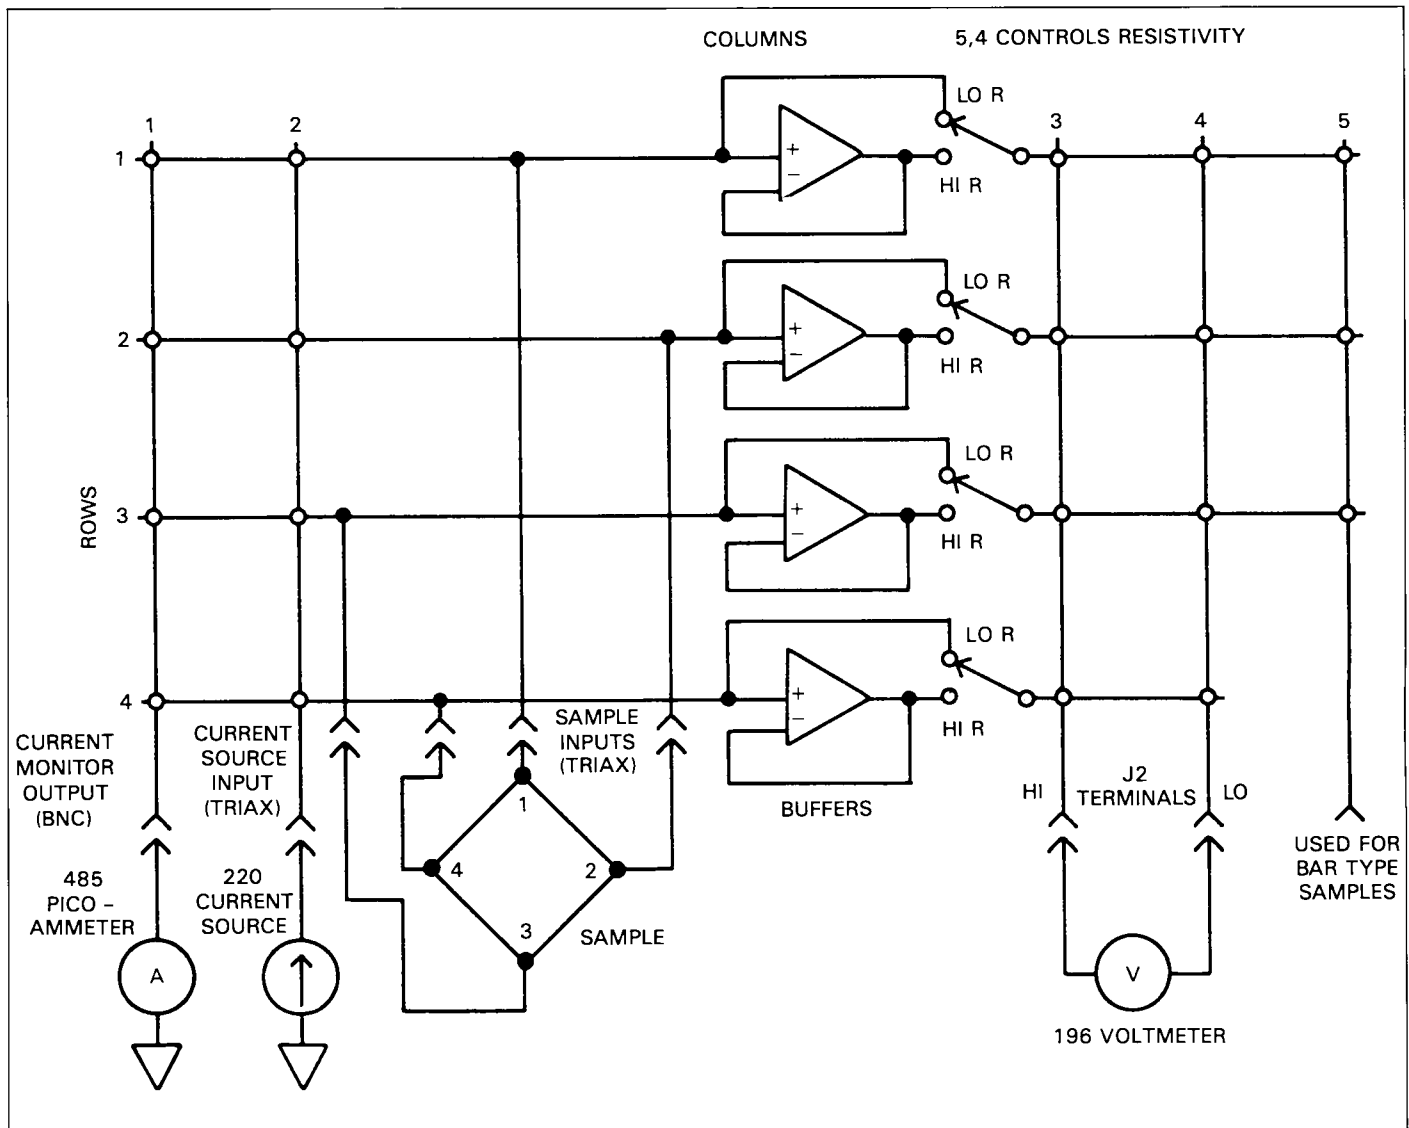 COLUMNS
5,4 CONTROLS RESISTIVITY
1
2
3
4
5
LO R
1
+
−
HI R
LO R
2
+
−
HI R
ROWS
LO R
3
+
−
HI R
LO R
4
+
−
HI R
CURRENT
MONITOR
OUTPUT
(BNC)
CURRENT
SOURCE
INPUT
(TRIAX)
SAMPLE
INPUTS
(TRIAX)
BUFFERS
HI
J2
TERMINALS
LO
USED FOR
BAR TYPE
SAMPLES
485
PICO –
AMMETER
220
CURRENT
SOURCE
1
4
2
3
SAMPLE
A
V
196 VOLTMETER